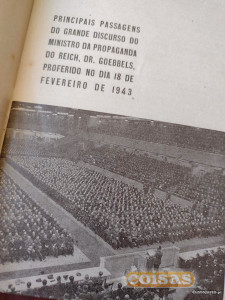 PRINCIPAIS PASSAGENS
DO GRANDE DISCURSO DO
MINISTRO DA PROPAGANDA
DO REICH, DR. GOEBBELS,
PROFERIDO NO DIA 18 DE
FEVEREIRO DE 1943
coisas